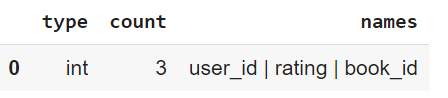 type count names
0 int 3 user_id | rating | book_id